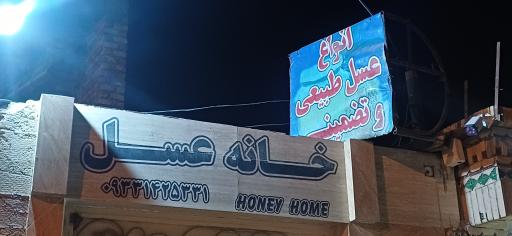 انواع
عسل طبیعی
و تضمینی
خانه عسل
۰۹۳۳۱۴۲۵۳۳۱
HONEY HOME